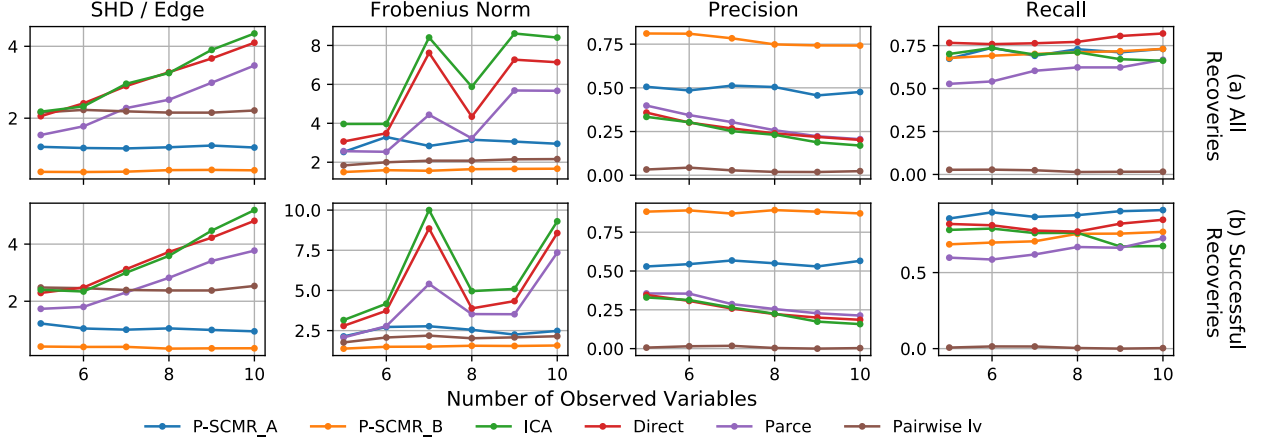 SHD / Edge
Frobenius Norm
Precision
Recall
4
2
8
6
4
2
0.75
0.50
0.25
0.00
0.75
0.50
0.25
0.00
(a) All
Recoveries
4
2
10.0
7.5
5.0
2.5
0.75
0.50
0.25
0.00
0.5
0.0
(b) Successful
Recoveries
6 8 10
6 8 10
6 8 10
6 8 10
Number of Observed Variables
P-SCMR_A P-SCMR_B ICA Direct Parce Pairwise lv